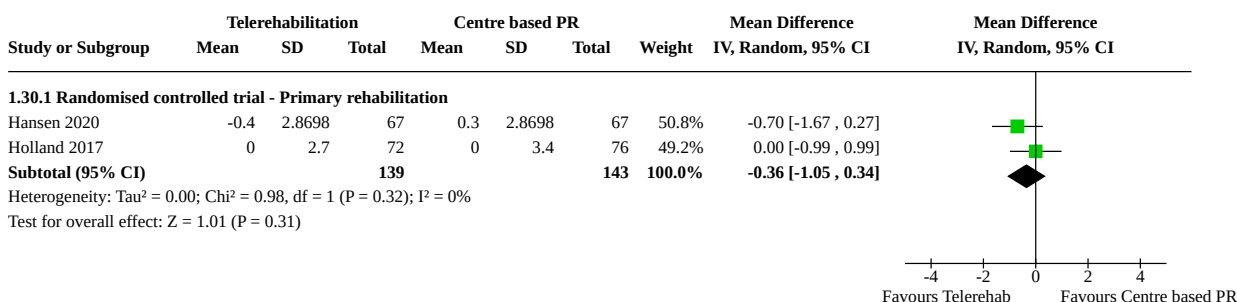 Telerehabilitation Centre based PR Mean Difference Mean Difference
Study or Subgroup Mean SD Total Mean SD Total Weight IV, Random, 95% CI IV, Random, 95% CI
1.30.1 Randomised controlled trial - Primary rehabilitation
Hansen 2020 -0.4 2.8698 67 0.3 2.8698 67 50.8% -0.70 [-1.67 , 0.27]
Holland 2017 0 2.7 72 0 3.4 76 49.2% 0.00 [-0.99 , 0.99]
Subtotal (95% CI) 139 143 100.0% -0.36 [-1.05 , 0.34]
Heterogeneity: Tau² = 0.00; Chi² = 0.98, df = 1 (P = 0.32); I² = 0%
Test for overall effect: Z = 1.01 (P = 0.31)
-4 -2 0 2 4
Favours Telerehab Favours Centre based PR